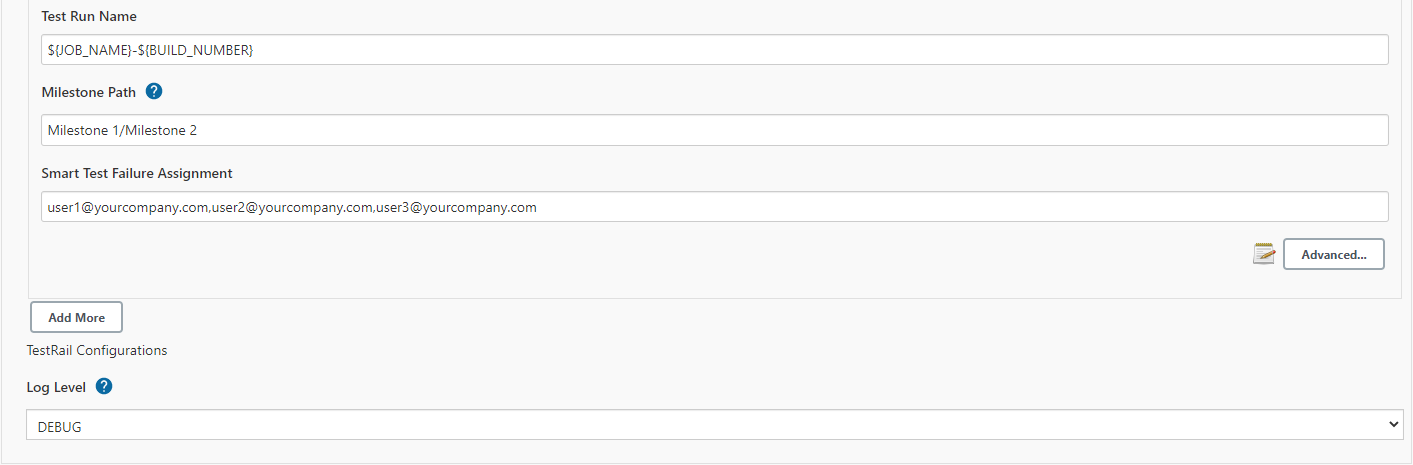 Test Run Name
${JOB_NAME}-${BUILD_NUMBER}
Milestone Path ?
Milestone 1/Milestone 2
Smart Test Failure Assignment
user1@yourcompany.com,user2@yourcompany.com,user3@yourcompany.com
Advanced...
Add More
TestRail Configurations
Log Level ?
DEBUG